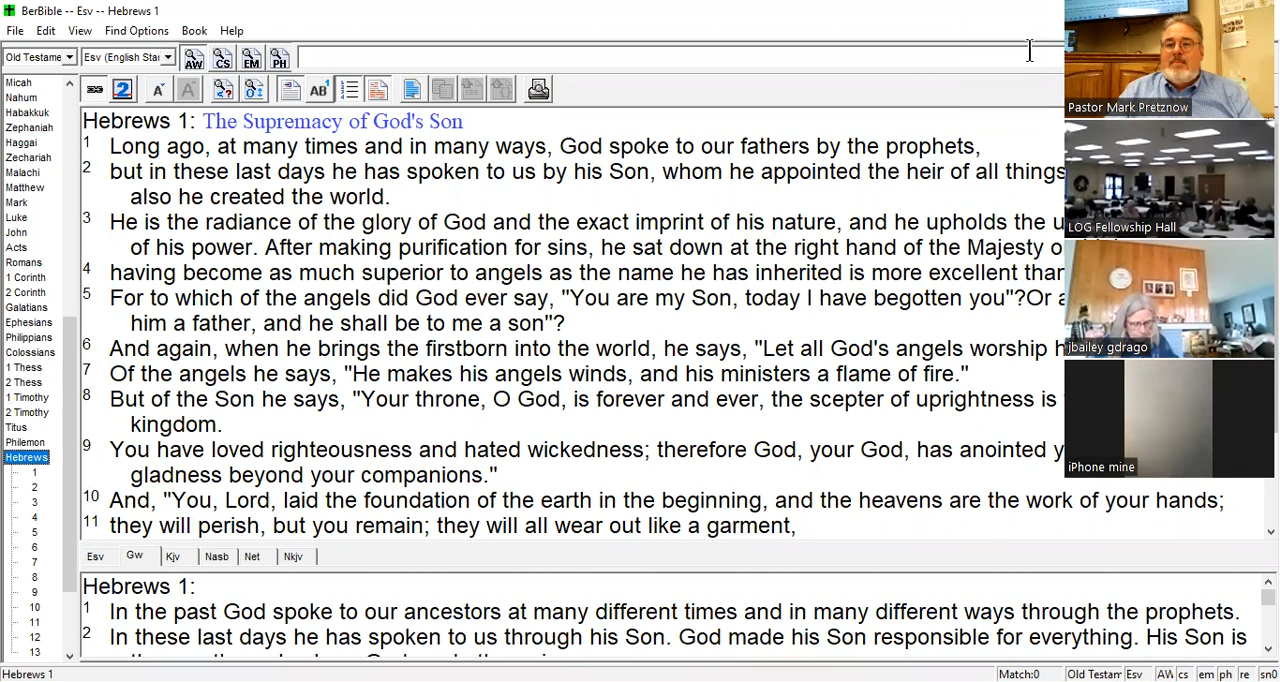 BerBible -- Esv -- Hebrews 1
File Edit View Find Options Book Help
Old Testame Esv (English Star AW CS EM PH
Micah
Nahum
Habakkuk
Zephaniah
Haggai
Zechariah
Malachi
Matthew
Mark
Luke
John
Acts
Romans
1 Corinth
2 Corinth
Galatians
Ephesians
Philippians
Colossians
1 Thess
2 Thess
1 Timothy
2 Timothy
Titus
Philemon
Hebrews
1
2
3
4
5
6
7
8
9
10
11
12
13
Hebrews 1: The Supremacy of God's Son
1 Long ago, at many times and in many ways, God spoke to our fathers by the prophets,
2 but in these last days he has spoken to us by his Son, whom he appointed the heir of all things
also he created the world.
3 He is the radiance of the glory of God and the exact imprint of his nature, and he upholds the u
of his power. After making purification for sins, he sat down at the right hand of the Majesty o
4 having become as much superior to angels as the name he has inherited is more excellent than
5 For to which of the angels did God ever say, "You are my Son, today I have begotten you"?Or a
him a father, and he shall be to me a son"?
6 And again, when he brings the firstborn into the world, he says, "Let all God's angels worship h
7 Of the angels he says, "He makes his angels winds, and his ministers a flame of fire."
8 But of the Son he says, "Your throne, O God, is forever and ever, the scepter of uprightness is
kingdom.
9 You have loved righteousness and hated wickedness; therefore God, your God, has anointed y
gladness beyond your companions."
10 And, "You, Lord, laid the foundation of the earth in the beginning, and the heavens are the work of your hands;
11 they will perish, but you remain; they will all wear out like a garment,
Esv Gw Kjv Nasb Net Nkjv
Hebrews 1:
1 In the past God spoke to our ancestors at many different times and in many different ways through the prophets.
2 In these last days he has spoken to us through his Son. God made his Son responsible for everything. His Son is
Pastor Mark Pretznow
LOG Fellowship Hall
jbailey gdrago
iPhone mine
Hebrews 1 Match:0 Old Testam Esv AW cs em ph re sn0